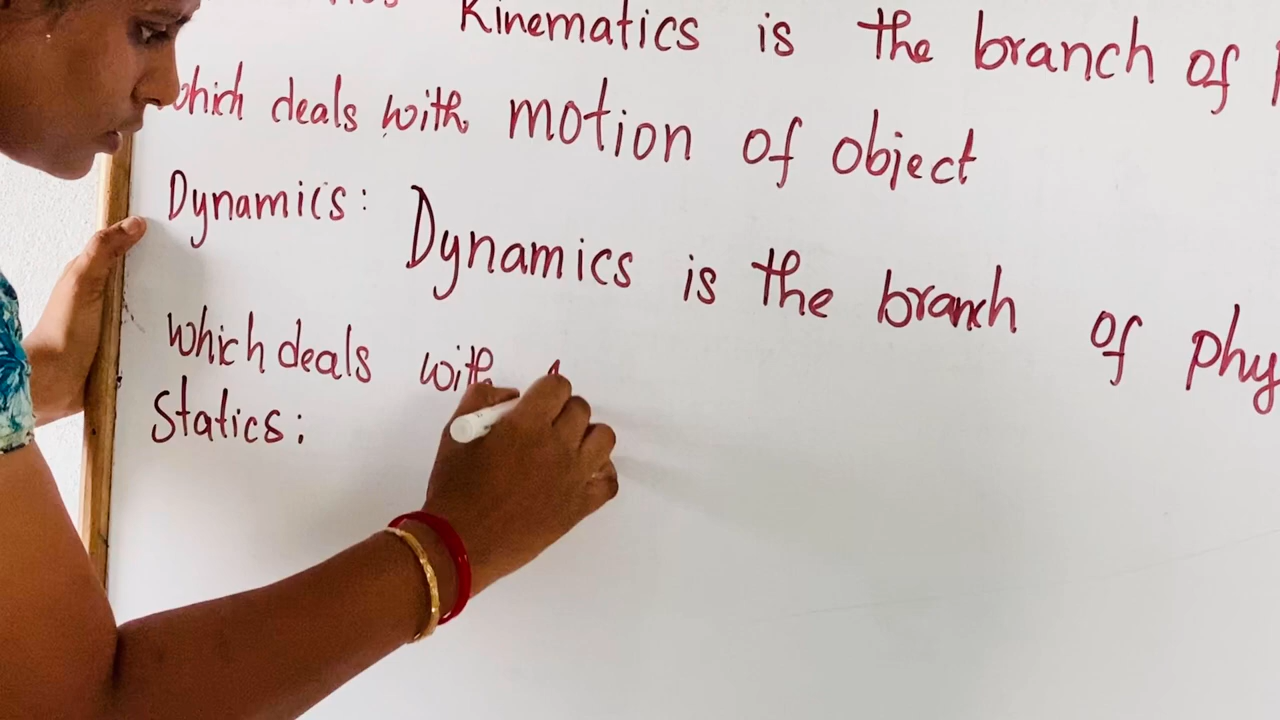 Kinematics is the branch of
which deals with motion of object
Dynamics: Dynamics is the branch of phy
which deals with
Statics: